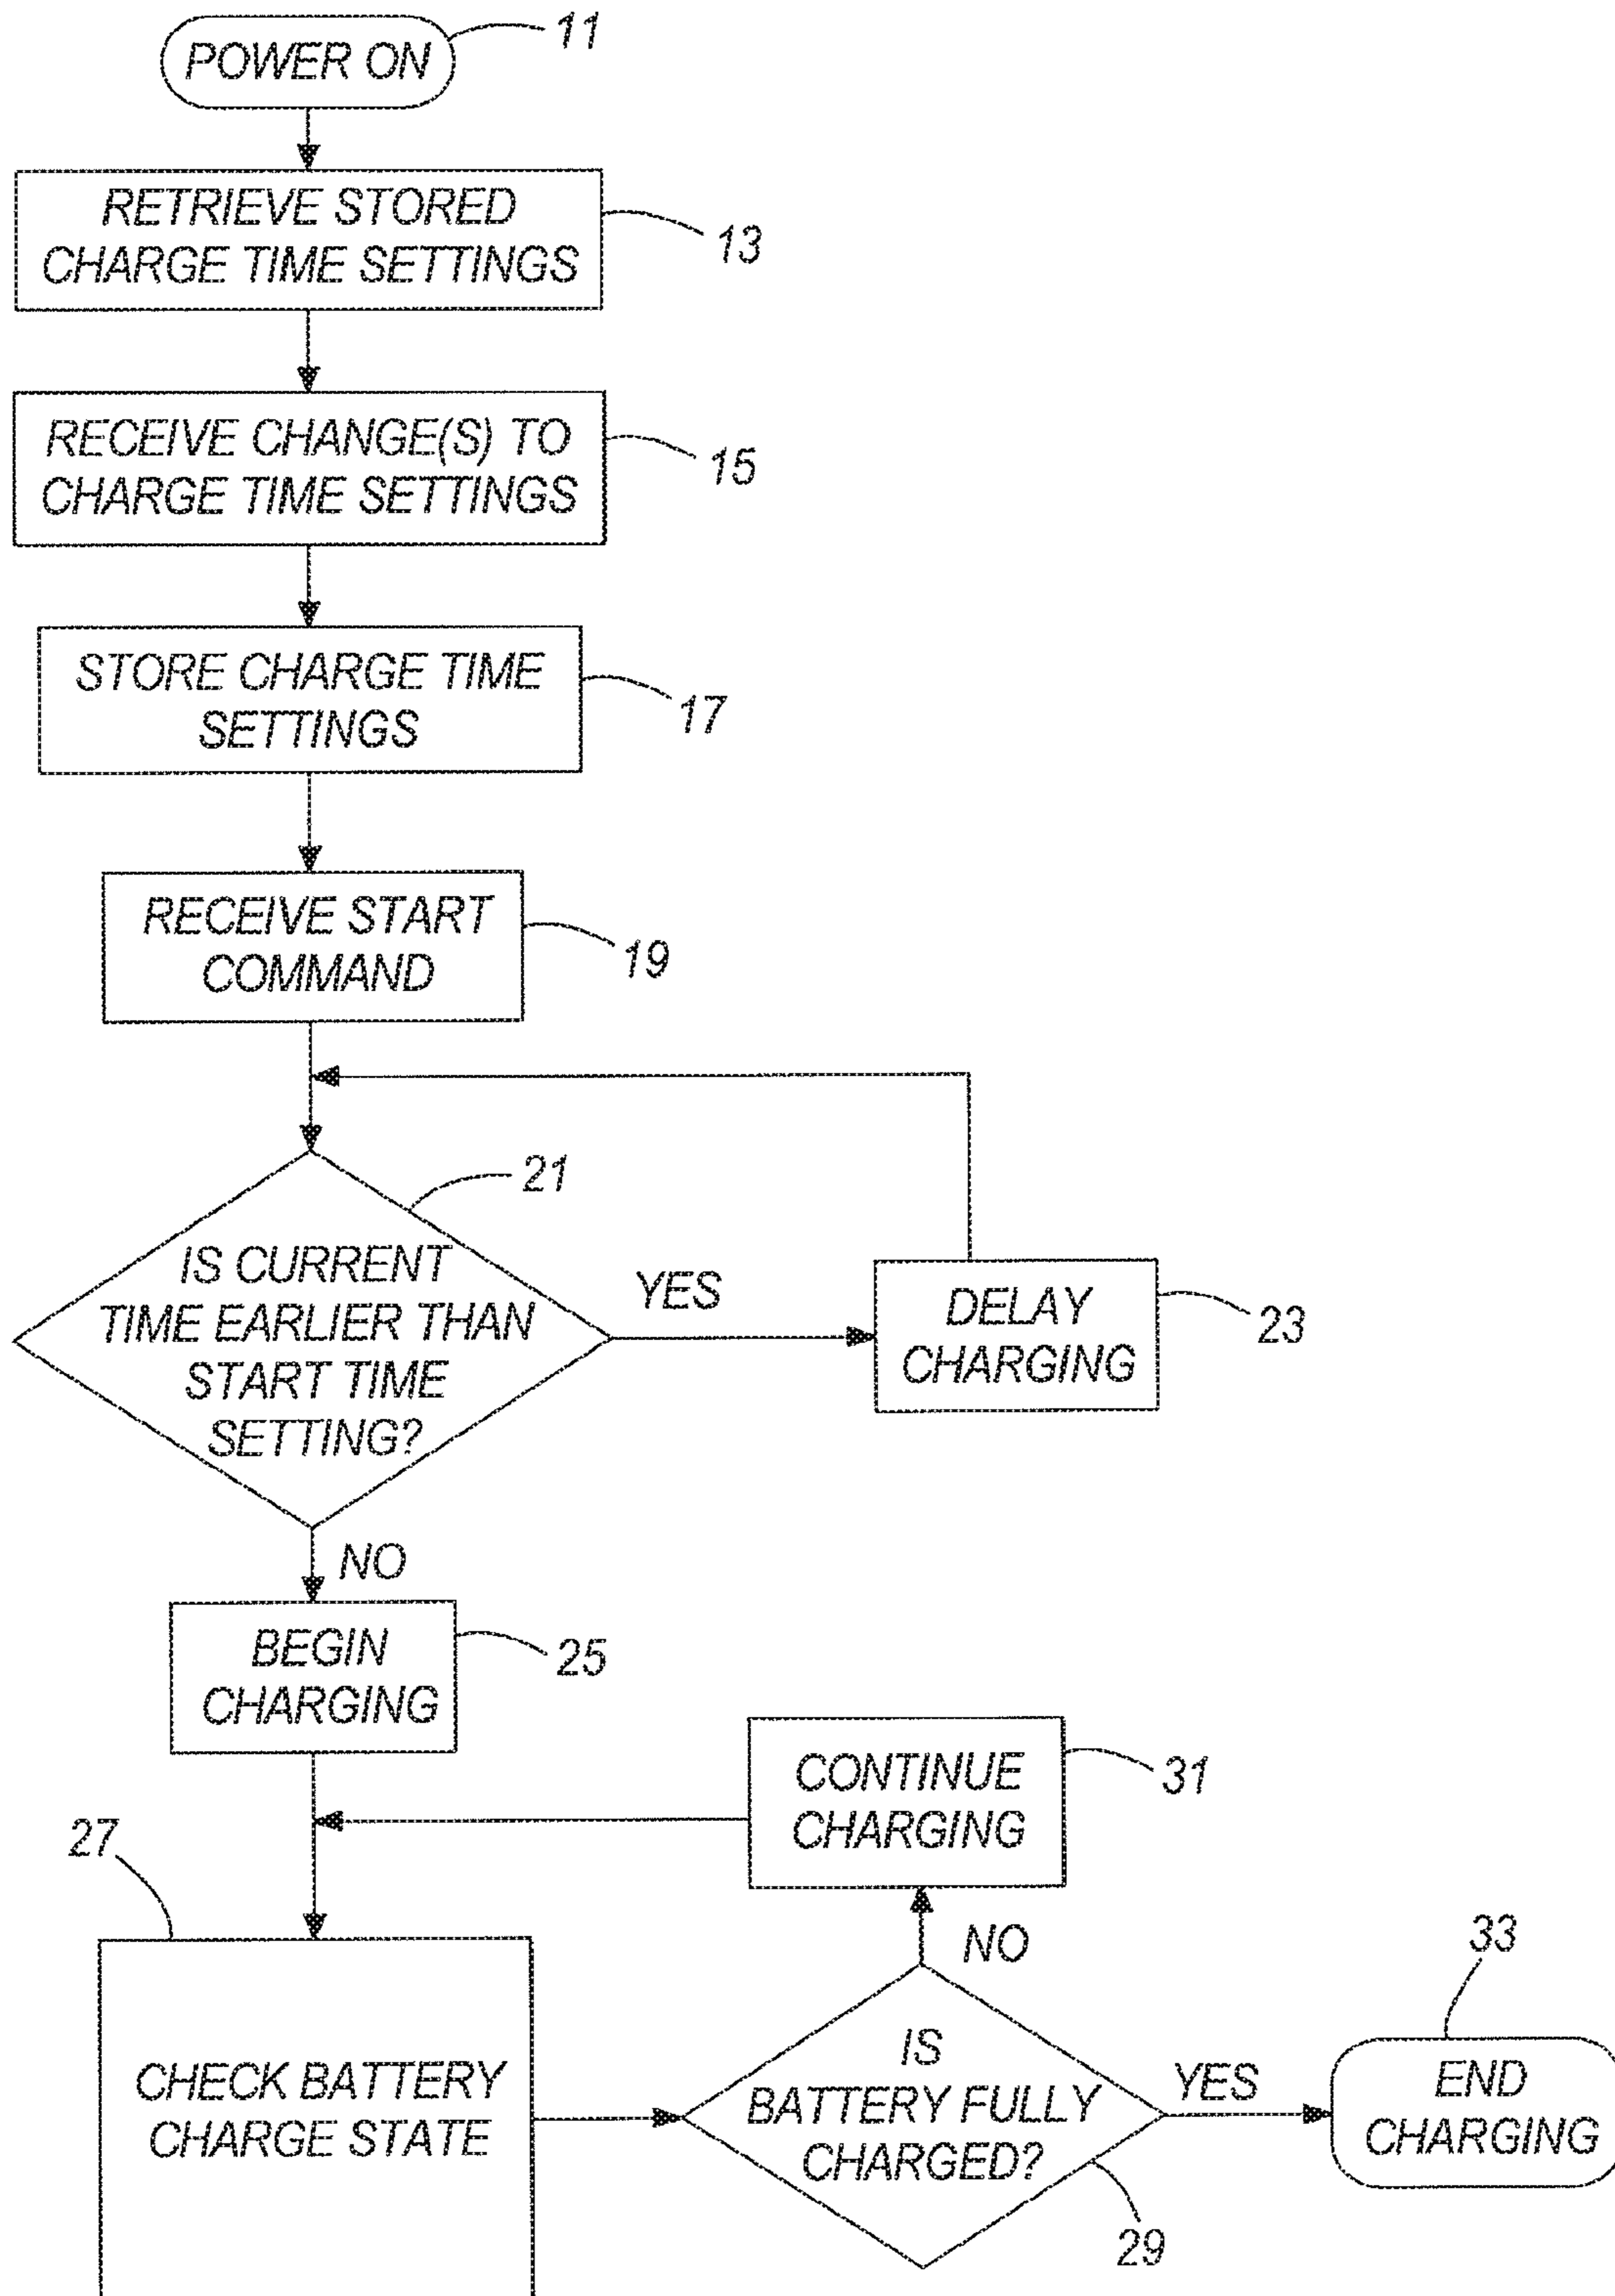 POWER ON
11
RETRIEVE STORED
CHARGE TIME SETTINGS
13
RECEIVE CHANGE(S) TO
CHARGE TIME SETTINGS
15
STORE CHARGE TIME
SETTINGS
17
RECEIVE START
COMMAND
19
21
IS CURRENT
TIME EARLIER THAN
START TIME
SETTING?
YES
DELAY
CHARGING
23
NO
BEGIN
CHARGING
25
CONTINUE
CHARGING
31
27
CHECK BATTERY
CHARGE STATE
NO
IS
BATTERY FULLY
CHARGED?
29
YES
33
END
CHARGING